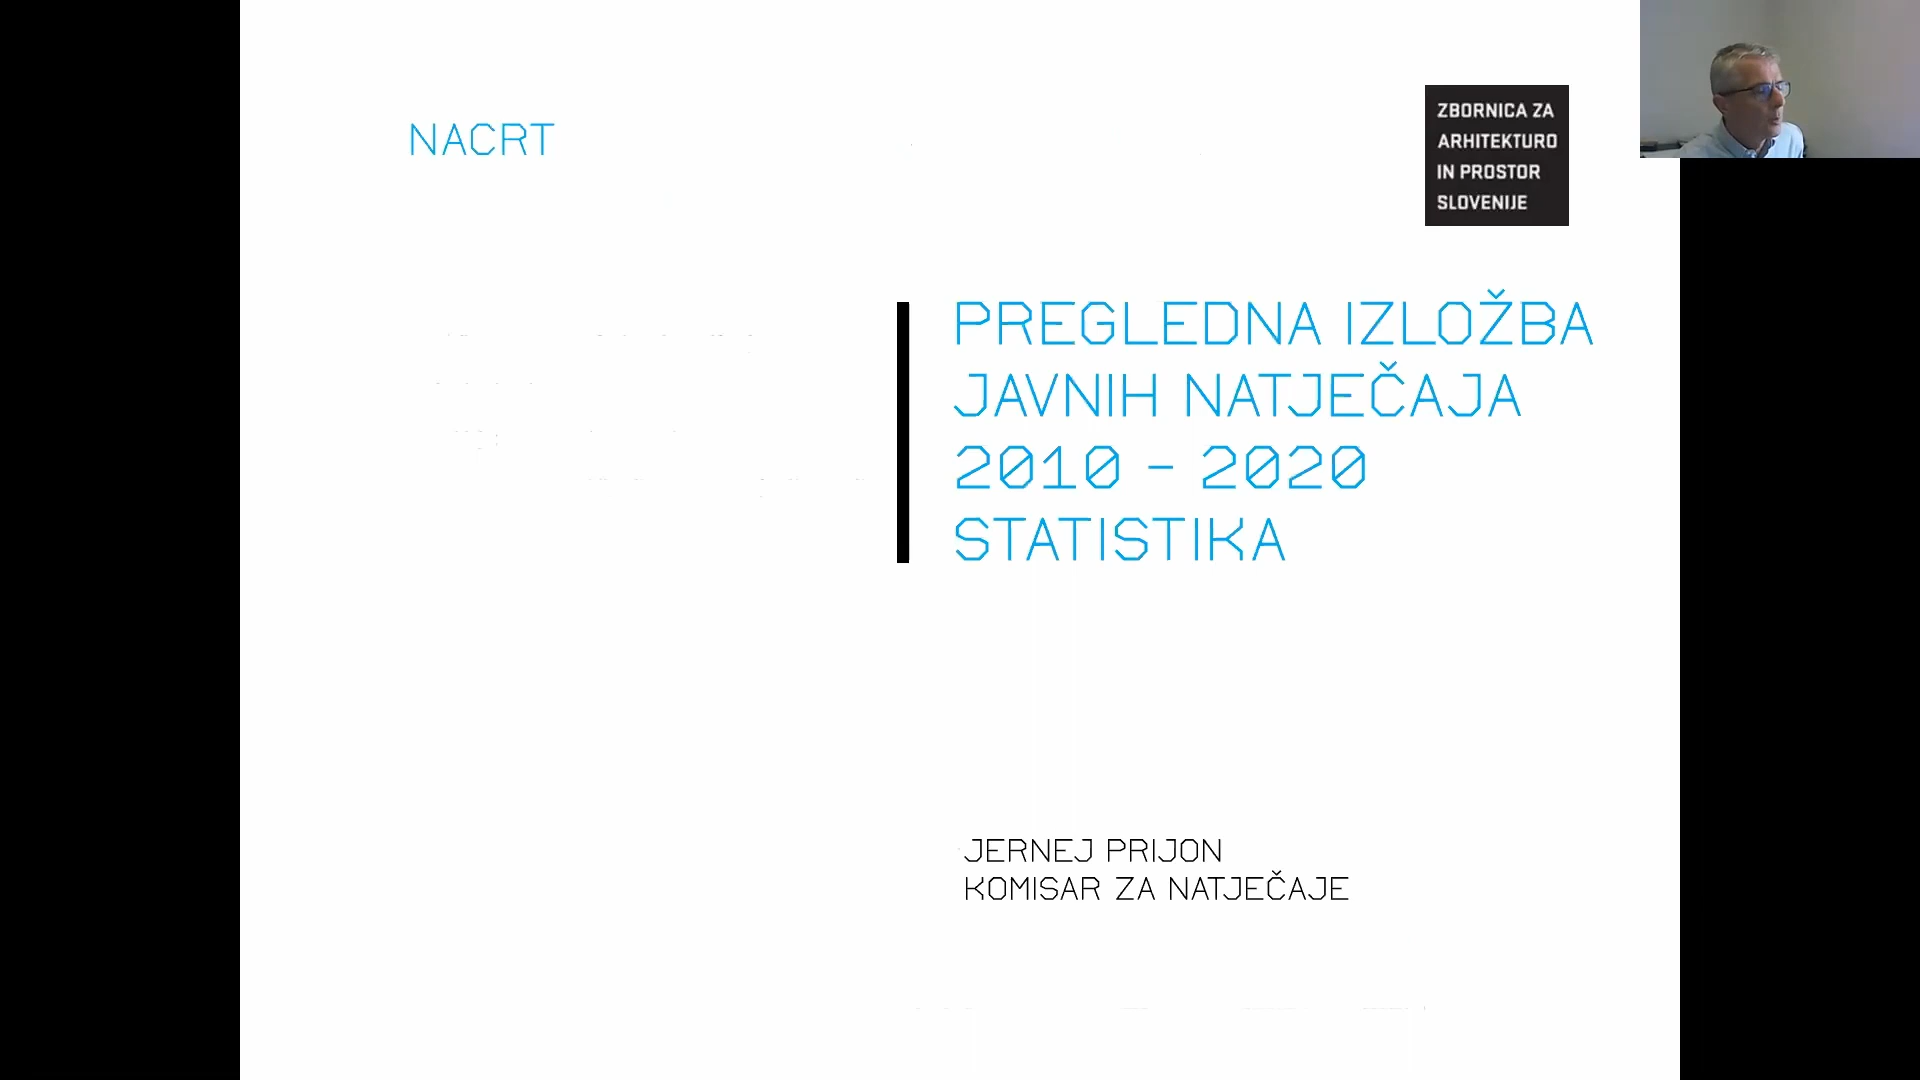 NACRT
ZBORNICA ZA
ARHITEKTURO
IN PROSTOR
SLOVENIJE
PREGLEDNA IZLOŽBA
JAVNIH NATJEČAJA
2010 - 2020
STATISTIKA
JERNEJ PRIJON
KOMISAR ZA NATJEČAJE